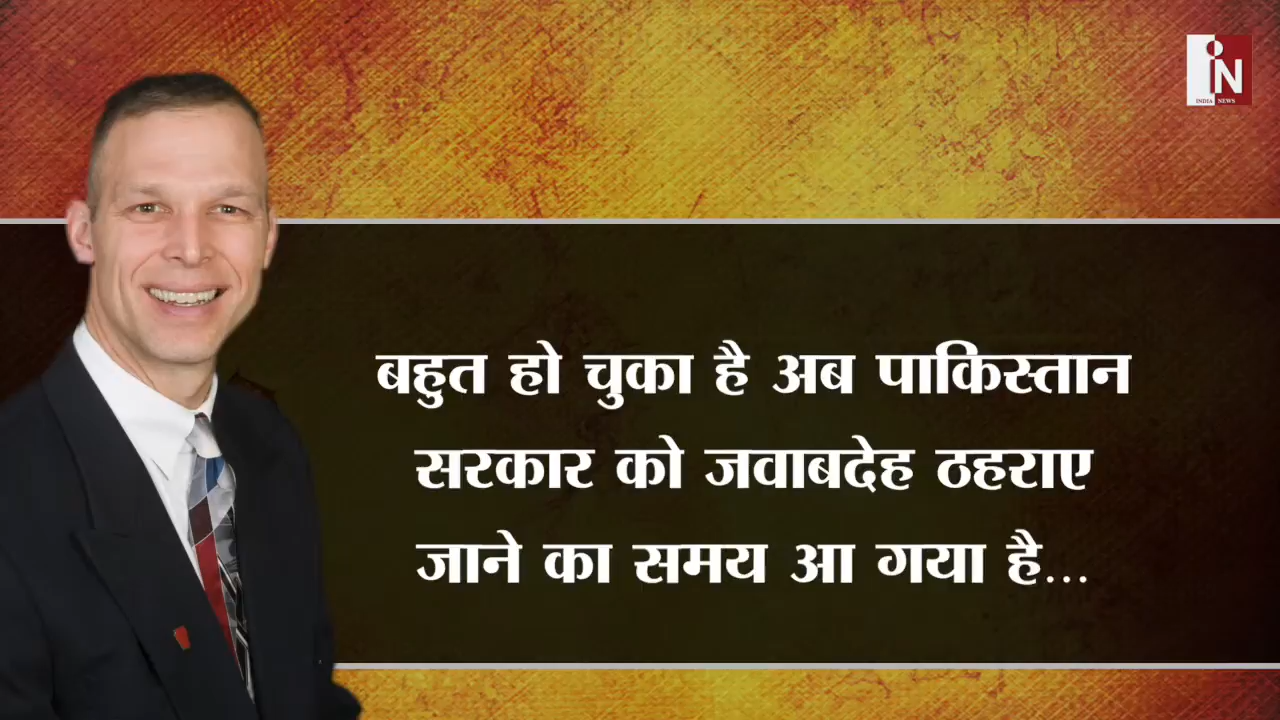 iN
INDIA NEWS
बहुत हो चुका है अब पाकिस्तान
सरकार को जवाबदेह ठहराए
जाने का समय आ गया है...